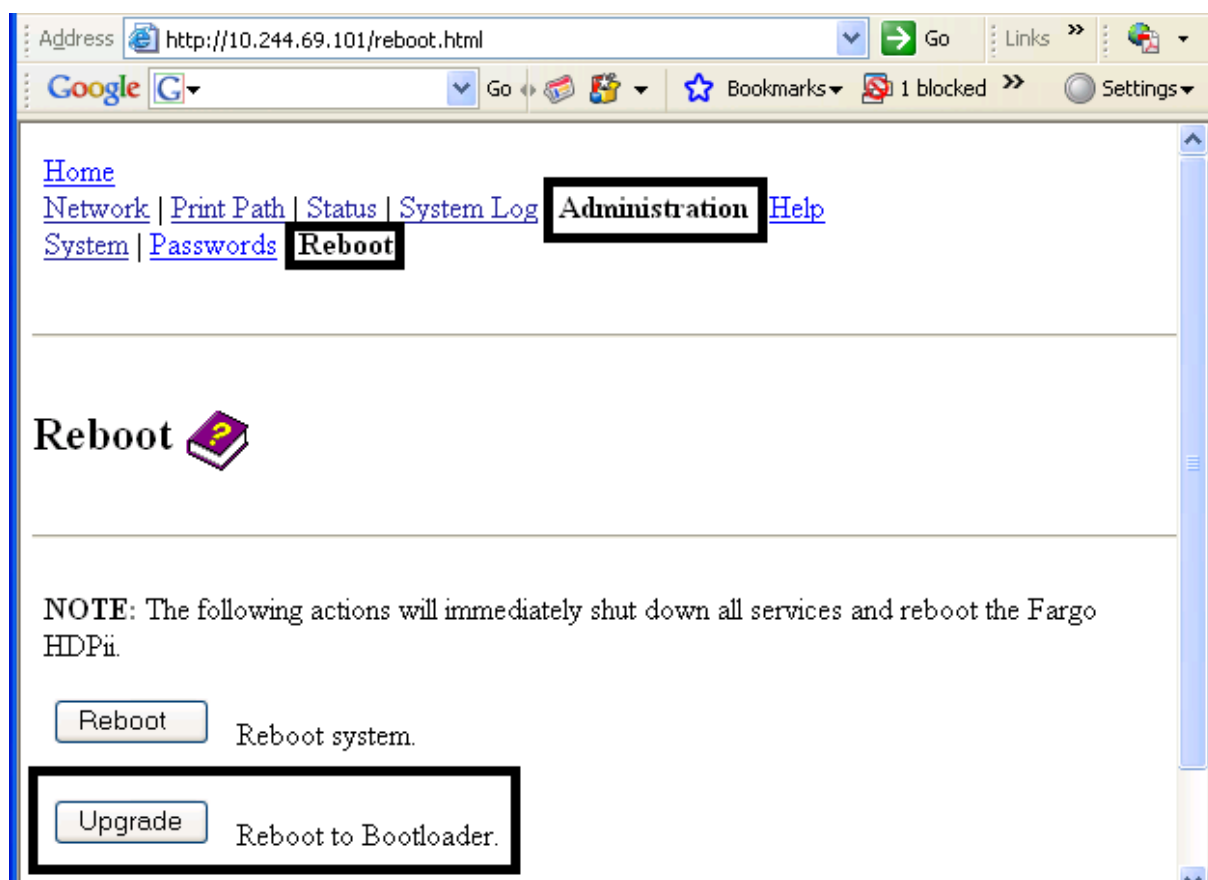 Address http://10.244.69.101/reboot.html Go Links »
Google G Go Bookmarks 1 blocked » Settings
Home
Network | Print Path | Status | System Log Administration Help
System | Passwords Reboot
Reboot ?
NOTE: The following actions will immediately shut down all services and reboot the Fargo
HDPii.
Reboot Reboot system.
Upgrade Reboot to Bootloader.